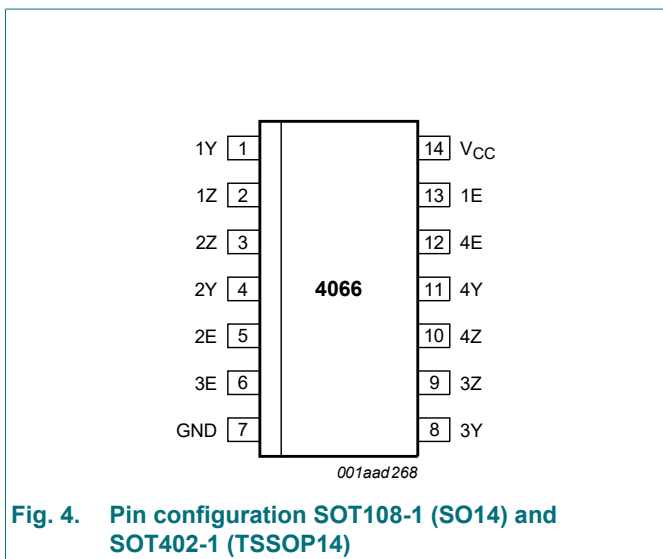 1Y 1 14 VCC
1Z 2 13 1E
2Z 3 12 4E
2Y 4 4066 11 4Y
2E 5 10 4Z
3E 6 9 3Z
GND 7 8 3Y
001aad268
Fig. 4. Pin configuration SOT108-1 (SO14) and
SOT402-1 (TSSOP14)